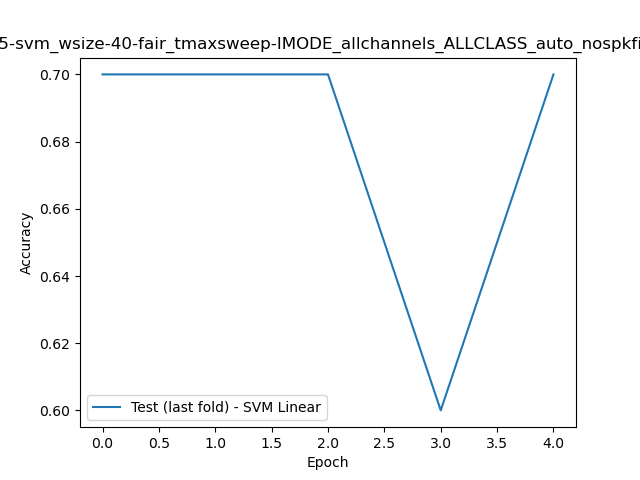 5-svm_wsize-40-fair_tmaxsweep-IMODE_allchannels_ALLCLASS_auto_nospkfi
0.70
0.68
0.66
0.64
0.62
0.60
Accuracy
Test (last fold) - SVM Linear
0.0 0.5 1.0 1.5 2.0 2.5 3.0 3.5 4.0
Epoch